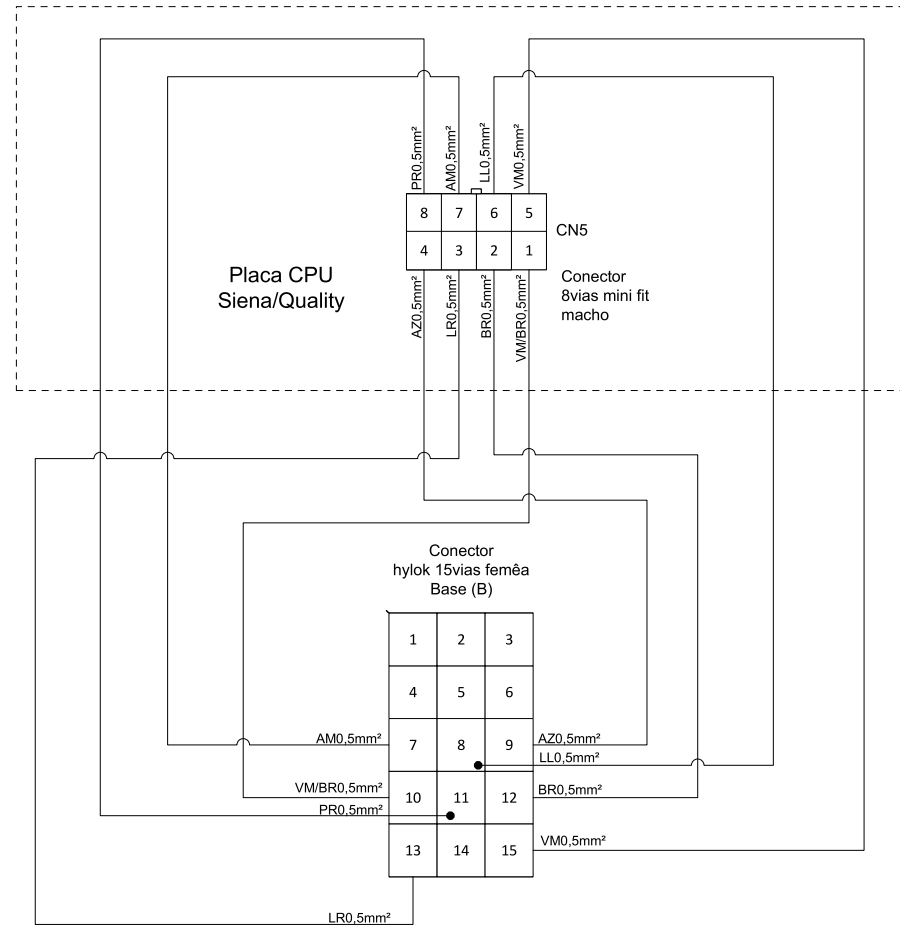 PR0,5mm²
AM0,5mm²
LL0,5mm²
VM0,5mm²
8 7 6 5
4 3 2 1
CN5
Placa CPU
Siena/Quality
Conector
8vias mini fit
macho
AZ0,5mm²
LR0,5mm²
BR0,5mm²
VM/BR0,5mm²
Conector
hylok 15vias femêa
Base (B)
1 2 3
4 5 6
AM0,5mm² 7 8 9 AZ0,5mm²
LL0,5mm²
VM/BR0,5mm² 10 11 12 BR0,5mm²
PR0,5mm²
13 14 15 VM0,5mm²
LR0,5mm²